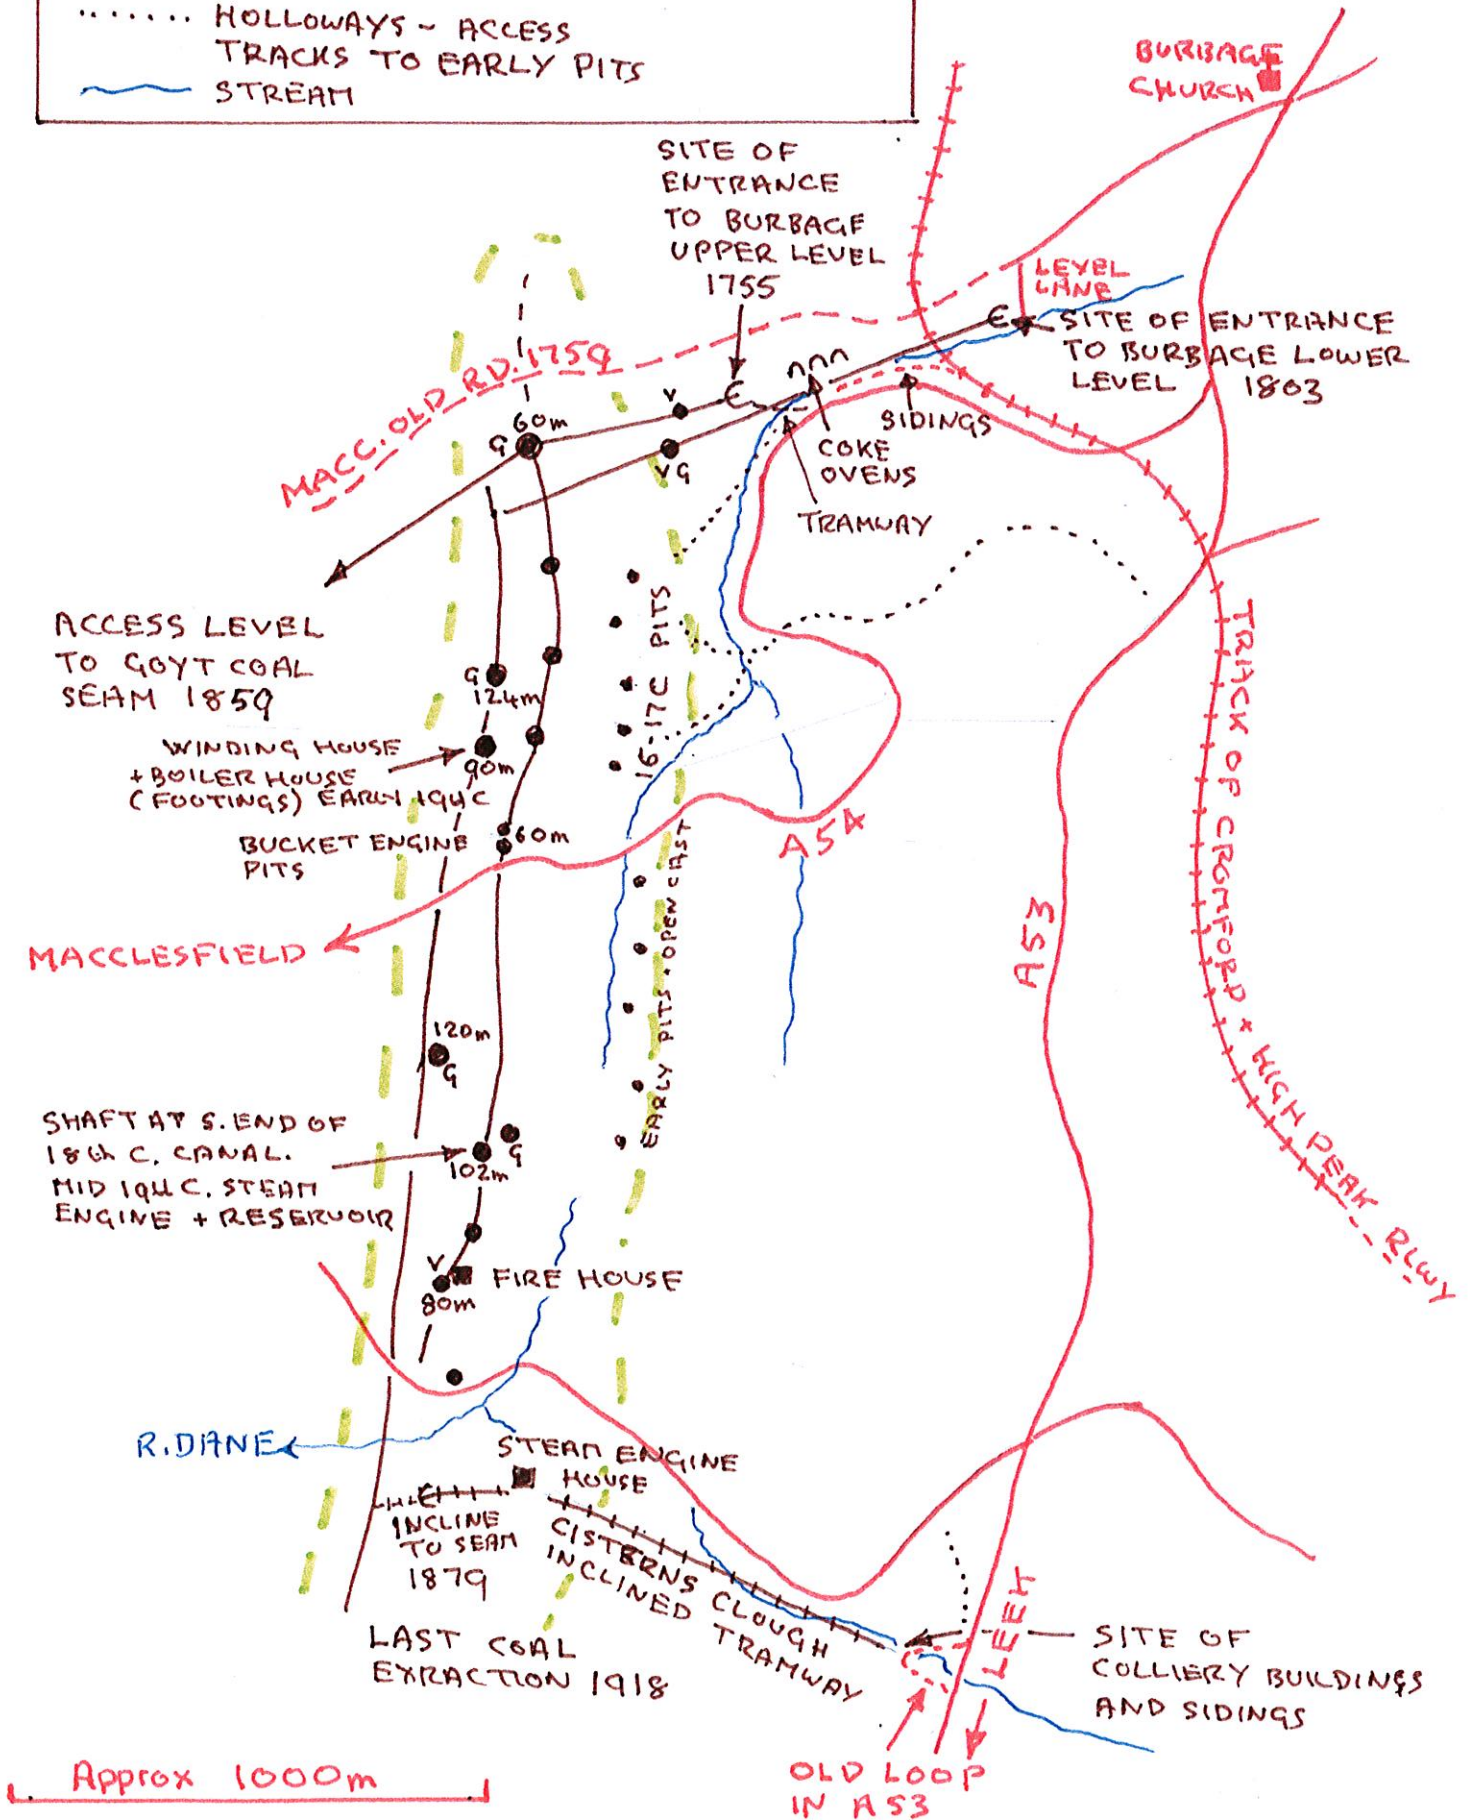 HOLLOWAYS - ACCESS
TRACKS TO EARLY PITS
STREAM
BURBAGE
CHURCH
SITE OF
ENTRANCE
TO BURBAGE
UPPER LEVEL
1755
LEVEL
LANE
SITE OF ENTRANCE
TO BURBAGE LOWER
LEVEL 1803
MACC. OLD RD. 1759
60m
G
V
VG
SIDINGS
COKE
OVENS
TRAMWAY
ACCESS LEVEL
TO GOYT COAL
SEAM 1859
G
124m
16-17C PITS
WINDING HOUSE
+ BOILER HOUSE
(FOOTINGS) EARLY 19th C
90m
BUCKET ENGINE
PITS
60m
A54
MACCLESFIELD
EARLY PITS + OPENCAST
A53
TRACK OF CROMFORD + HIGH PEAK RLWY
120m
G
SHAFT AT S. END OF
18th C. CANAL.
MID 19th C. STEAM
ENGINE + RESERVOIR
G
102m
V
FIRE HOUSE
80m
R. DANE
STEAM ENGINE
HOUSE
INCLINE
TO SEAM
1879
CISTERNS CLOUGH
INCLINED TRAMWAY
LAST COAL
EXRACTION 1918
LEEK
SITE OF
COLLIERY BUILDINGS
AND SIDINGS
OLD LOOP
IN A53
Approx 1000m